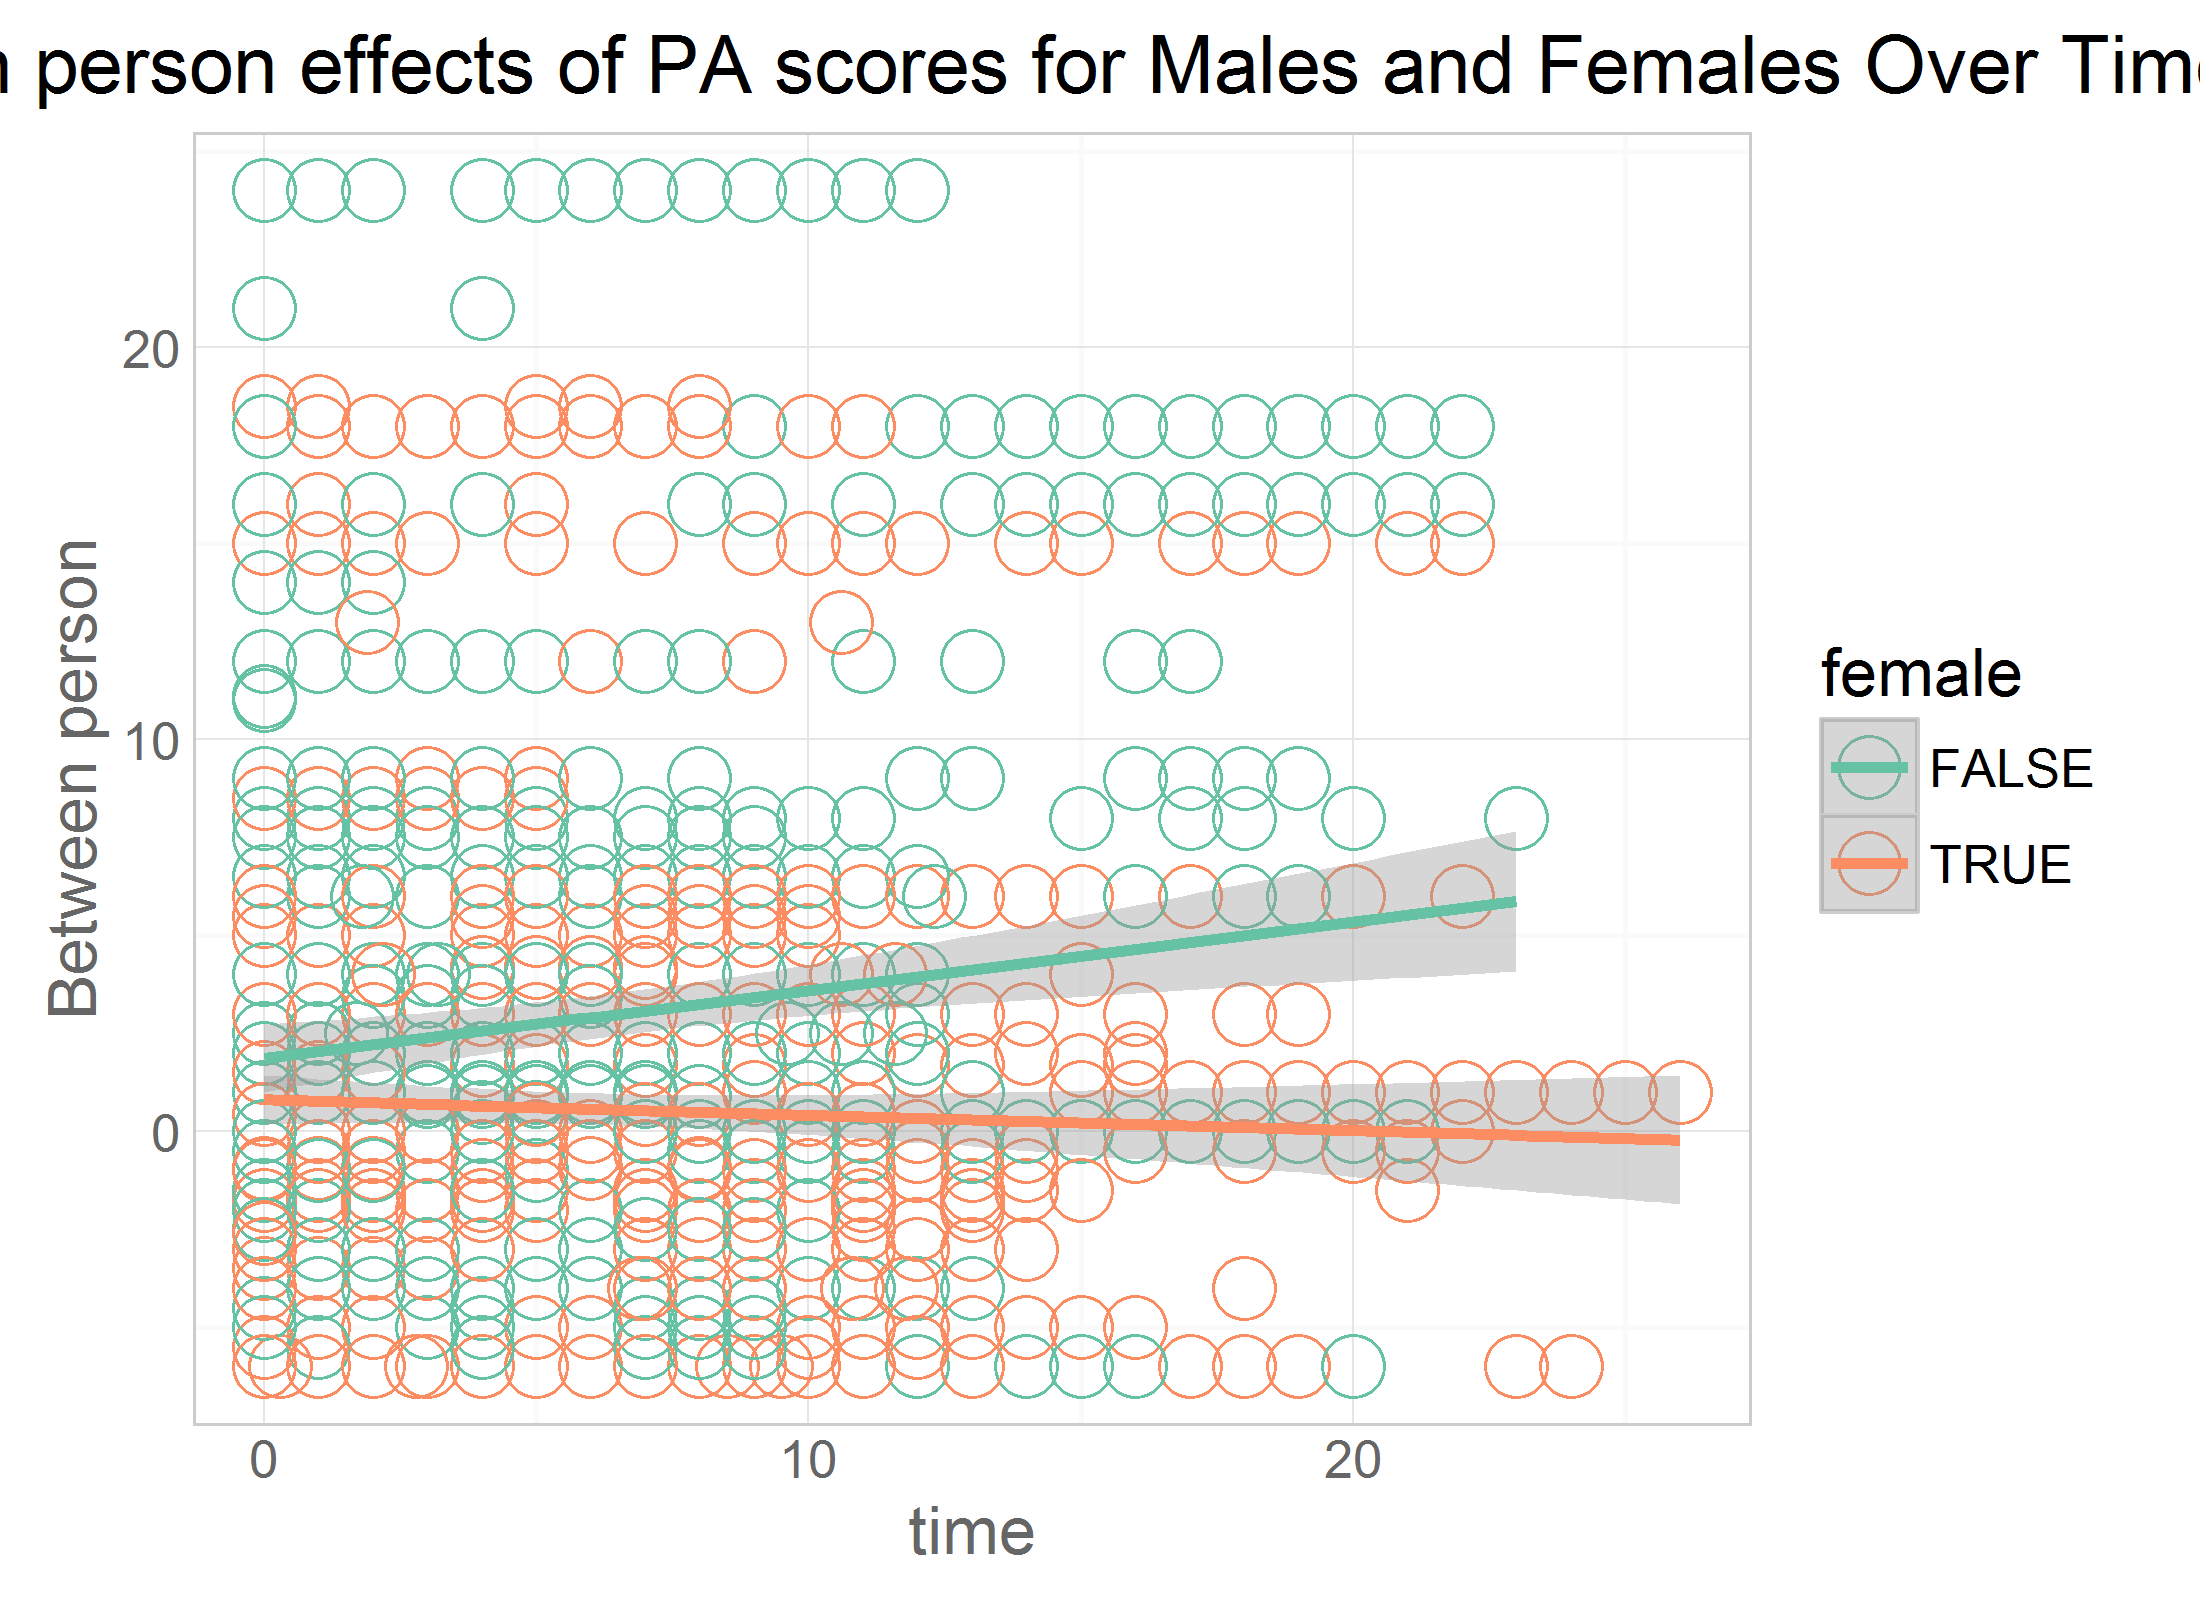 person effects of PA scores for Males and Females Over
Between person
20
10
0
0
10
20
time
female
FALSE
TRUE